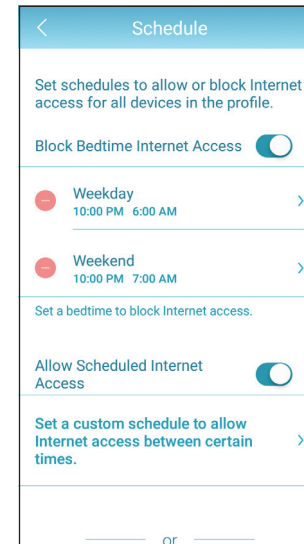 Schedule
Set schedules to allow or block Internet
access for all devices in the profile.
Block Bedtime Internet Access
Weekday
10:00 PM 6:00 AM
Weekend
10:00 PM 7:00 AM
Set a bedtime to block Internet access.
Allow Scheduled Internet
Access
Set a custom schedule to allow
Internet access between certain
times.
or